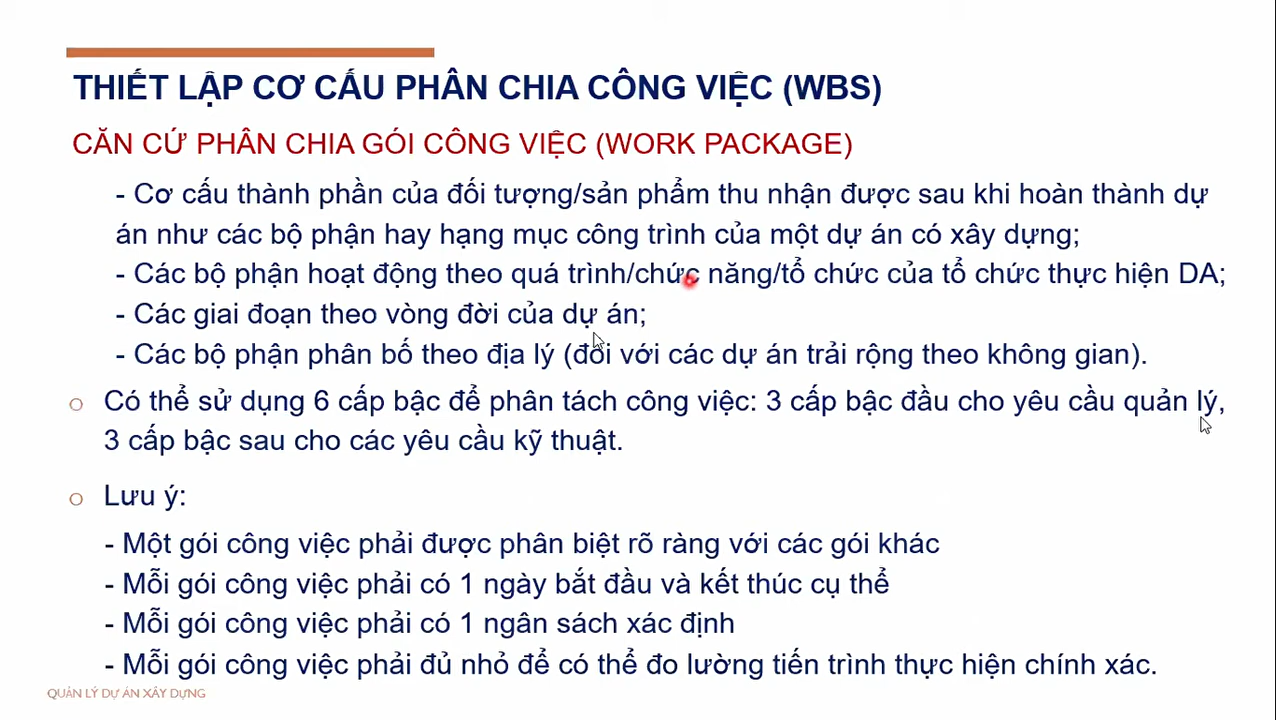 THIẾT LẬP CƠ CẤU PHÂN CHIA CÔNG VIỆC (WBS)
CĂN CỨ PHÂN CHIA GÓI CÔNG VIỆC (WORK PACKAGE)
- Cơ cấu thành phần của đối tượng/sản phẩm thu nhận được sau khi hoàn thành dự
án như các bộ phận hay hạng mục công trình của một dự án có xây dựng;
- Các bộ phận hoạt động theo quá trình/chức năng/tổ chức của tổ chức thực hiện DA;
- Các giai đoạn theo vòng đời của dự án;
- Các bộ phận phân bố theo địa lý (đối với các dự án trải rộng theo không gian).
o Có thể sử dụng 6 cấp bậc để phân tách công việc: 3 cấp bậc đầu cho yêu cầu quản lý,
3 cấp bậc sau cho các yêu cầu kỹ thuật.
o Lưu ý:
- Một gói công việc phải được phân biệt rõ ràng với các gói khác
- Mỗi gói công việc phải có 1 ngày bắt đầu và kết thúc cụ thể
- Mỗi gói công việc phải có 1 ngân sách xác định
- Mỗi gói công việc phải đủ nhỏ để có thể đo lường tiến trình thực hiện chính xác.
QUẢN LÝ DỰ ÁN XÂY DỰNG